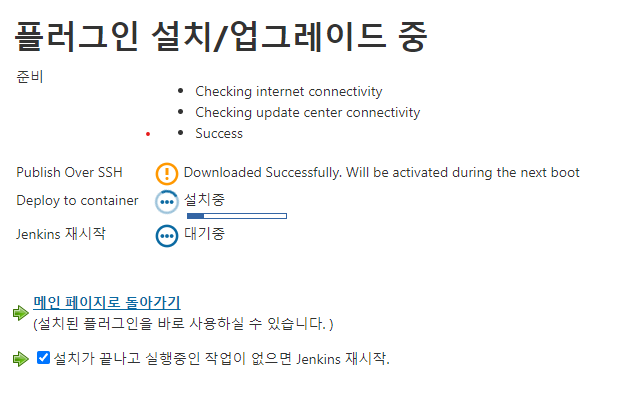 플러그인 설치/업그레이드 중
준비
Checking internet connectivity
Checking update center connectivity
Success
Publish Over SSH Downloaded Successfully. Will be activated during the next boot
Deploy to container 설치중
Jenkins 재시작 대기중
메인 페이지로 돌아가기
(설치된 플러그인을 바로 사용하실 수 있습니다. )
설치가 끝나고 실행중인 작업이 없으면 Jenkins 재시작.